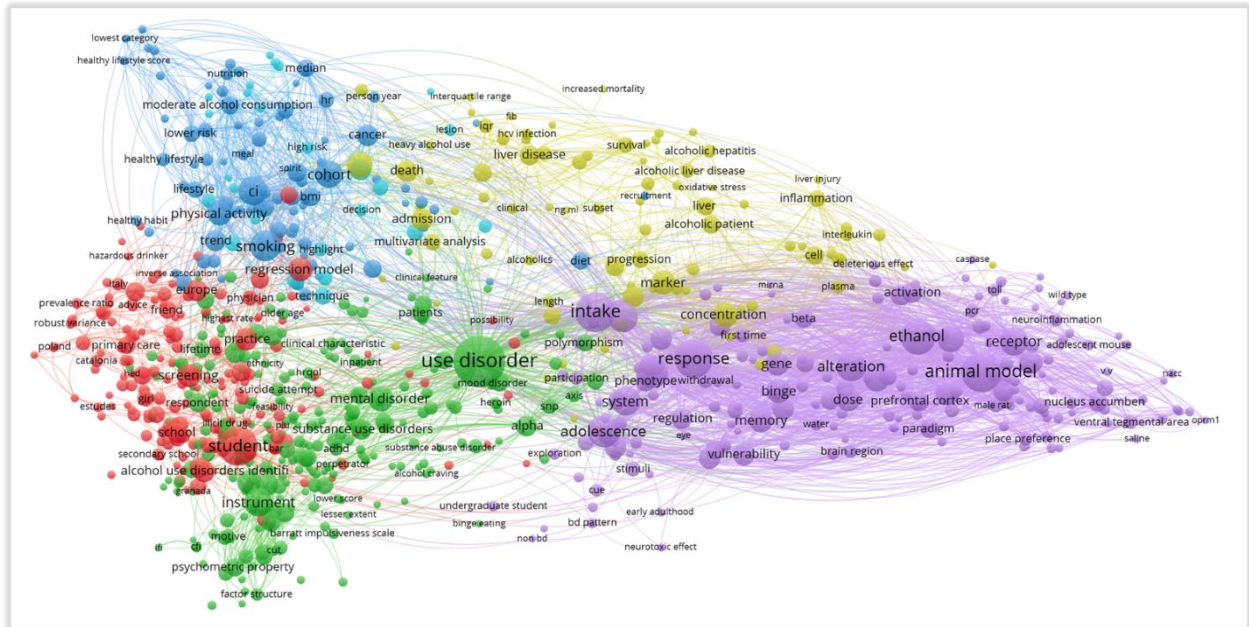 lowest category
healthy lifestyle score
nutrition
median
moderate alcohol consumption
hr
person year
interquartile range
increased mortality
lower risk
cancer
lesion
iqr
fib
hcv infection
heavy alcohol use
survival
healthy lifestyle
meal
high risk
liver disease
alcoholic hepatitis
spirit
cohort
death
alcoholic liver disease
lifestyle
ci
bmi
oxidative stress
liver injury
inflammation
recruitment
liver
decision
clinical
ng ml
subset
healthy habit
physical activity
admission
alcoholic patient
interleukin
trend
smoking
highlight
multivariate analysis
hazardous drinker
alcoholics
diet
progression
cell
deleterious effect
caspase
inverse association
regression model
clinical feature
italy
europe
technique
marker
mirna
plasma
activation
toll
wild type
prevalence ratio
advice
friend
physician
older age
patients
length
intake
concentration
beta
pcr
neuroinflammation
robust variance
highest rate
possibility
first time
poland
primary care
lifetime
practice
clinical characteristic
polymorphism
ethanol
receptor
adolescent mouse
catalonia
ethnicity
inpatient
use disorder
response
gene
alteration
animal model
v v
nacc
screening
hrqol
mood disorder
participation
phenotype
withdrawal
girl
suicide attempt
heroin
axis
system
binge
dose
prefrontal cortex
nucleus accumben
estudes
respondent
feasibility
mental disorder
snp
regulation
memory
water
male rat
ventral tegmental area
oprm1
school
illicit drug
substance use disorders
alpha
adolescence
eye
paradigm
place preference
saline
student
bar
secondary school
adhd
substance abuse disorder
exploration
vulnerability
brain region
alcohol use disorders identifi
perpetrator
alcohol craving
stimuli
granada
cue
instrument
lower score
lesser extent
undergraduate student
early adulthood
binge eating
bd pattern
motive
barratt impulsiveness scale
non bd
cfi
cut
neurotoxic effect
psychometric property
factor structure